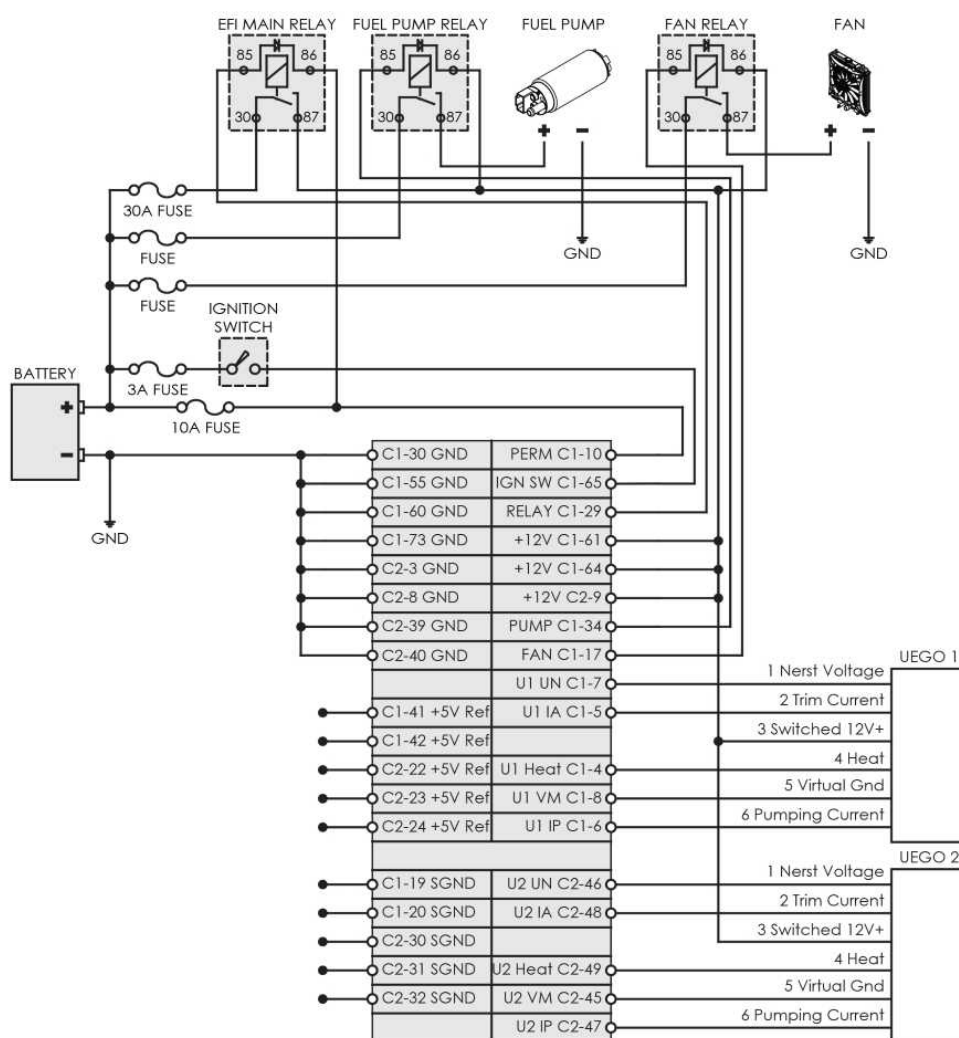 EFI MAIN RELAY
FUEL PUMP RELAY
FUEL PUMP
FAN RELAY
FAN
85
86
85
86
85
86
30
87
30
87
+
−
30
87
+
−
30A FUSE
FUSE
GND
GND
FUSE
IGNITION
SWITCH
BATTERY
3A FUSE
+
10A FUSE
−
GND
C1-30 GND
PERM C1-10
C1-55 GND
IGN SW C1-65
C1-60 GND
RELAY C1-29
C1-73 GND
+12V C1-61
C2-3 GND
+12V C1-64
C2-8 GND
+12V C2-9
C2-39 GND
PUMP C1-34
C2-40 GND
FAN C1-17
UEGO 1
U1 UN C1-7
1 Nerst Voltage
C1-41 +5V Ref
U1 IA C1-5
2 Trim Current
C1-42 +5V Ref
3 Switched 12V+
C2-22 +5V Ref
U1 Heat C1-4
4 Heat
C2-23 +5V Ref
U1 VM C1-8
5 Virtual Gnd
C2-24 +5V Ref
U1 IP C1-6
6 Pumping Current
UEGO 2
C1-19 SGND
U2 UN C2-46
1 Nerst Voltage
C1-20 SGND
U2 IA C2-48
2 Trim Current
C2-30 SGND
3 Switched 12V+
C2-31 SGND
U2 Heat C2-49
4 Heat
C2-32 SGND
U2 VM C2-45
5 Virtual Gnd
U2 IP C2-47
6 Pumping Current